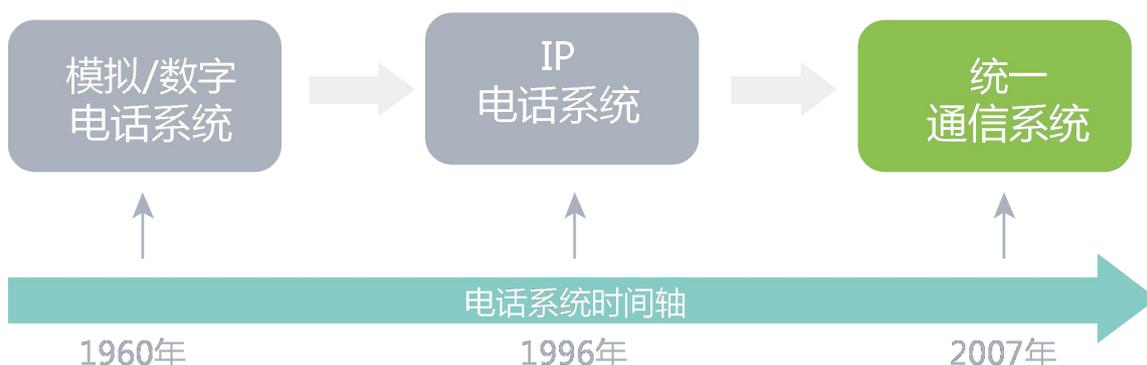 模拟/数字
电话系统
IP
电话系统
统一
通信系统
电话系统时间轴
1960年
1996年
2007年